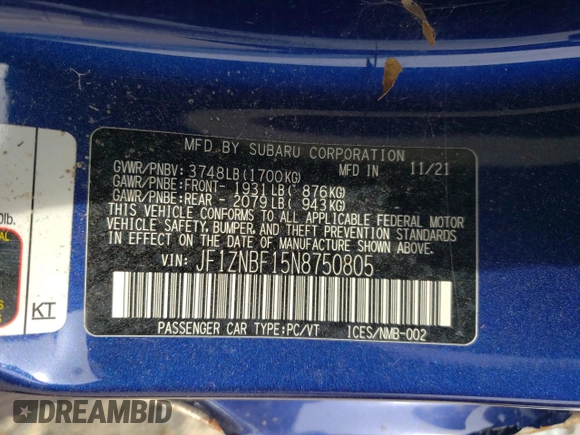 MFD BY SUBARU CORPORATION
GVWR/PNBV: 3748LB(1700KG) MFD IN 11/21
GAWR/PNBE:FRONT- 1931LB( 876KG)
GAWR/PNBE:REAR - 2079LB( 943KG)
THIS VEHICLE CONFORMS TO ALL APPLICABLE FEDERAL MOTOR
VEHICLE SAFETY, BUMPER, AND THEFT PREVENTION STANDARDS
IN EFFECT ON THE DATE OF MANUFACTURE SHOWN ABOVE.
VIN: JF1ZNBF15N8750805
PASSENGER CAR TYPE:PC/VT ICES/NMB-002
lb.
KT
DREAMBID